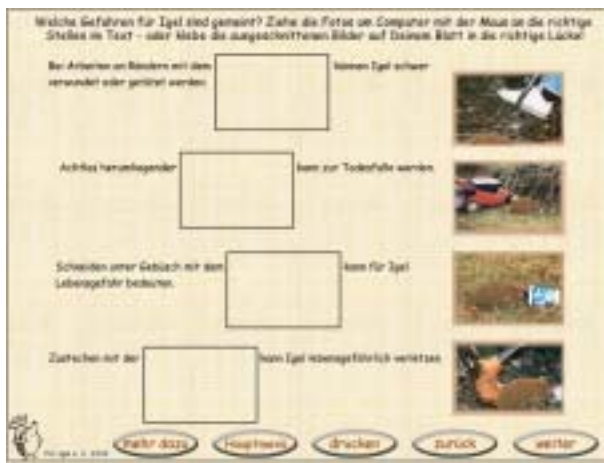 Welche Gefahren für Igel sind gemeint? Ziehe die Fotos am Computer mit der Maus an die richtige
Stellen im Text - oder klebe die ausgeschnittenen Bilder auf Deinem Blatt in die richtige Lücke!
Bei Arbeiten an Rändern mit dem können Igel schwer
verwundet oder getötet werden.
Achtlos herumliegender kann zur Todesfalle werden.
Schneiden unter Gebüsch mit dem kann für Igel
Lebensgefahr bedeuten.
Zustechen mit der kann Igel lebensgefährlich verletzen
mehr dazu Hauptmenü drucken zurück weiter